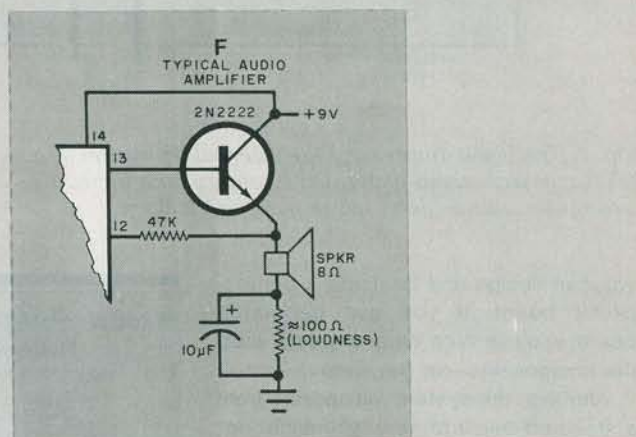 F
TYPICAL AUDIO
AMPLIFIER
2N2222
+9V
14
13
12
47K
SPKR
8Ω
+
10µF
≈100Ω
(LOUDNESS)